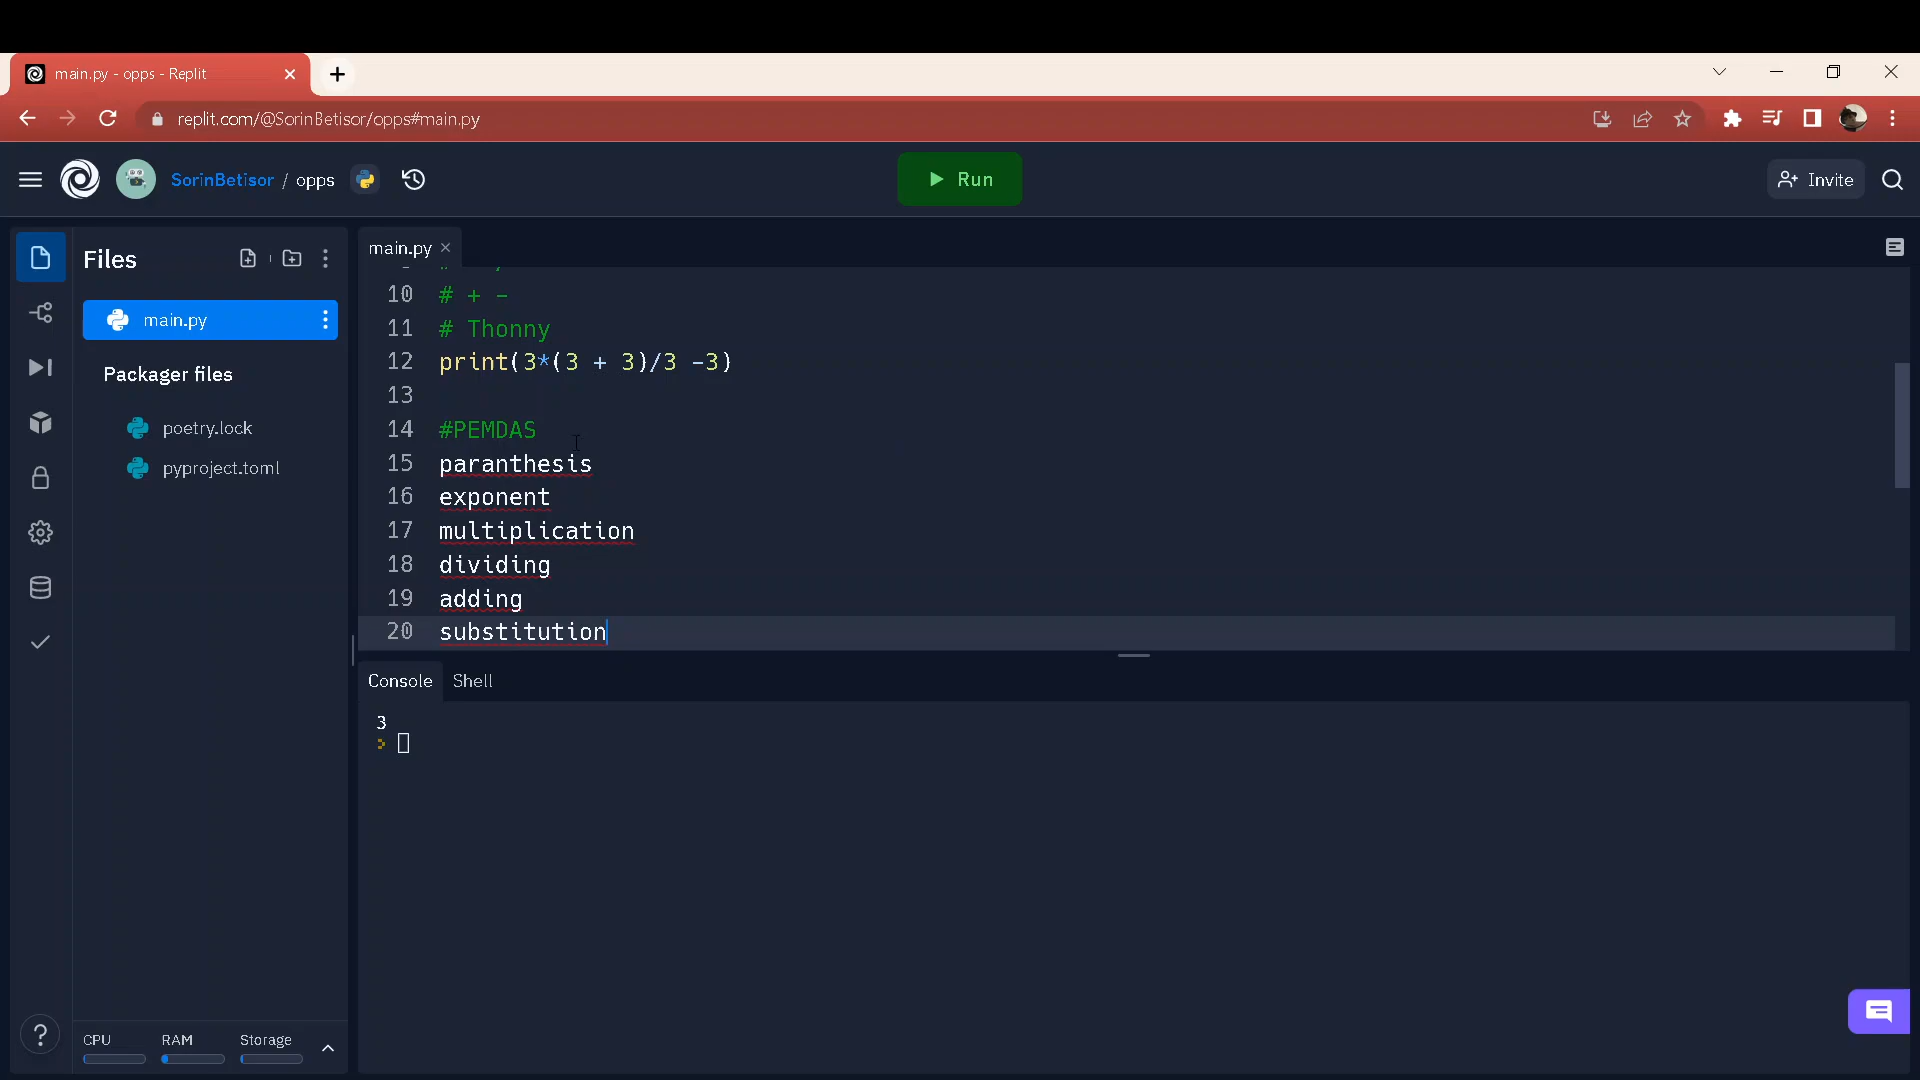 main.py - opps - Replit
replit.com/@SorinBetisor/opps#main.py
SorinBetisor / opps
Run
Invite
Files
main.py
Packager files
poetry.lock
pyproject.toml
main.py
10 # + -
11 # Thonny
12 print(3*(3 + 3)/3 -3)
13
14 #PEMDAS
15 paranthesis
16 exponent
17 multiplication
18 dividing
19 adding
20 substitution
Console Shell
3
>
?
CPU RAM Storage